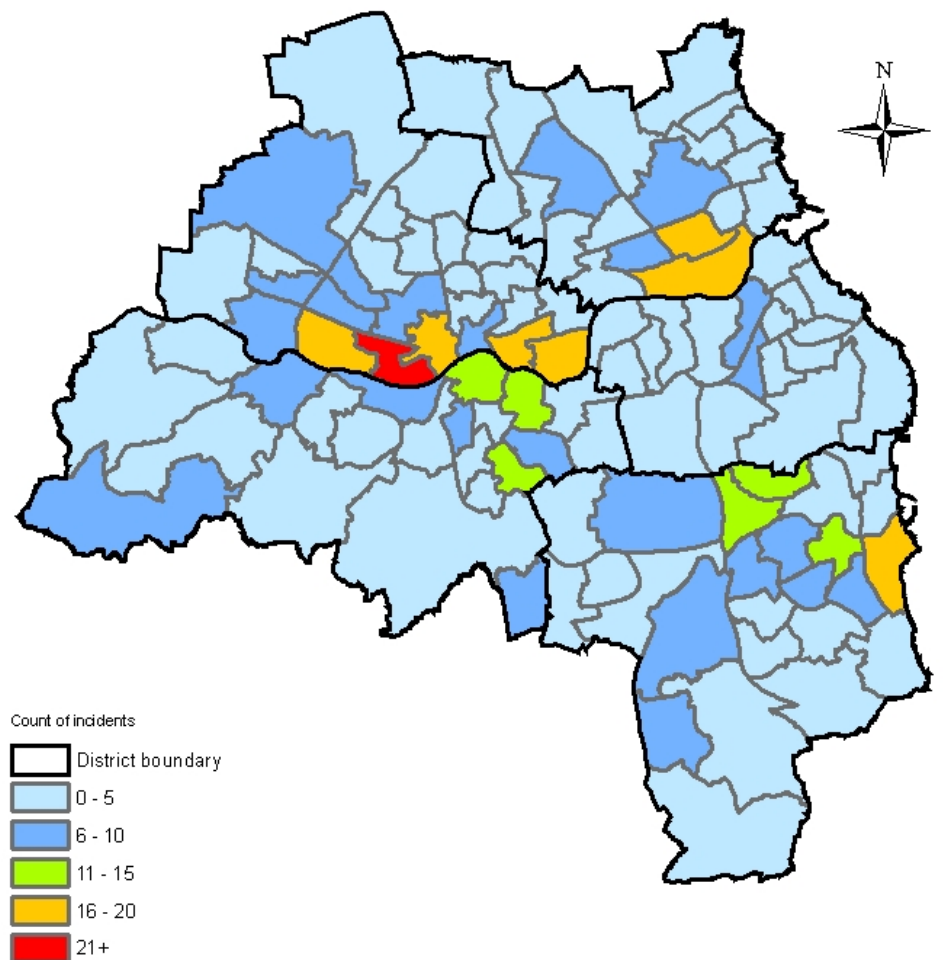 N
Count of incidents
District boundary
0 - 5
6 - 10
11 - 15
16 - 20
21+